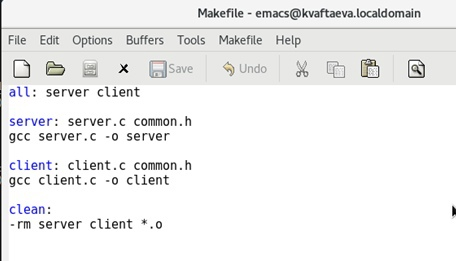 Makefile - emacs@kvaftaeva.localdomain
File Edit Options Buffers Tools Makefile Help
Save Undo
all: server client
server: server.c common.h
gcc server.c -o server
client: client.c common.h
gcc client.c -o client
clean:
-rm server client *.o